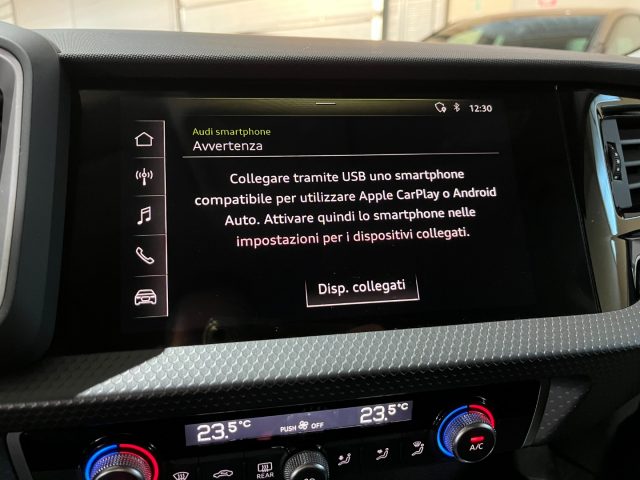 12:30
Audi smartphone
Avvertenza
Collegare tramite USB uno smartphone
compatibile per utilizzare Apple CarPlay o Android
Auto. Attivare quindi lo smartphone nelle
impostazioni per i dispositivi collegati.
Disp. collegati
23.5°C PUSH OFF 23.5°C
A/C
REAR